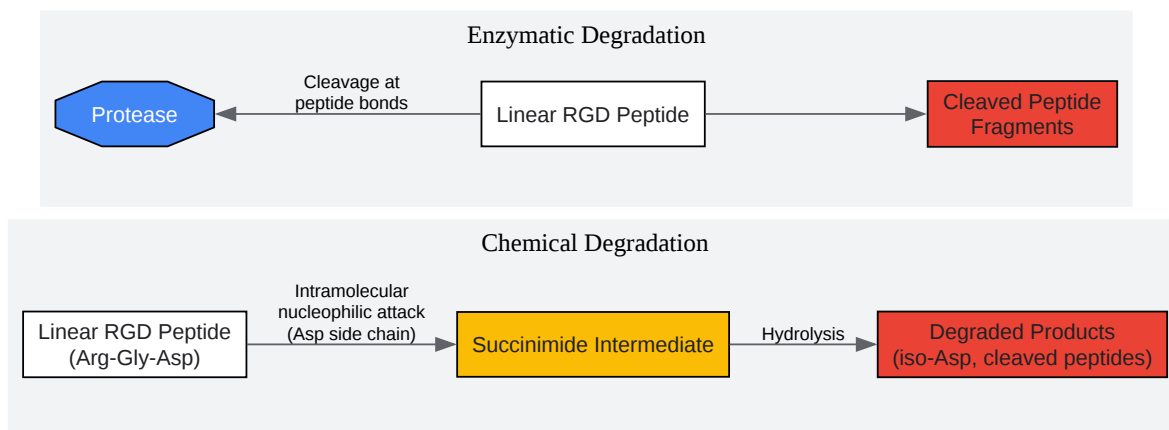 Enzymatic Degradation
Protease
Cleavage at
peptide bonds
Linear RGD Peptide
Cleaved Peptide
Fragments
Chemical Degradation
Linear RGD Peptide
(Arg-Gly-Asp)
Intramolecular
nucleophilic attack
(Asp side chain)
Succinimide Intermediate
Hydrolysis
Degraded Products
(iso-Asp, cleaved peptides)